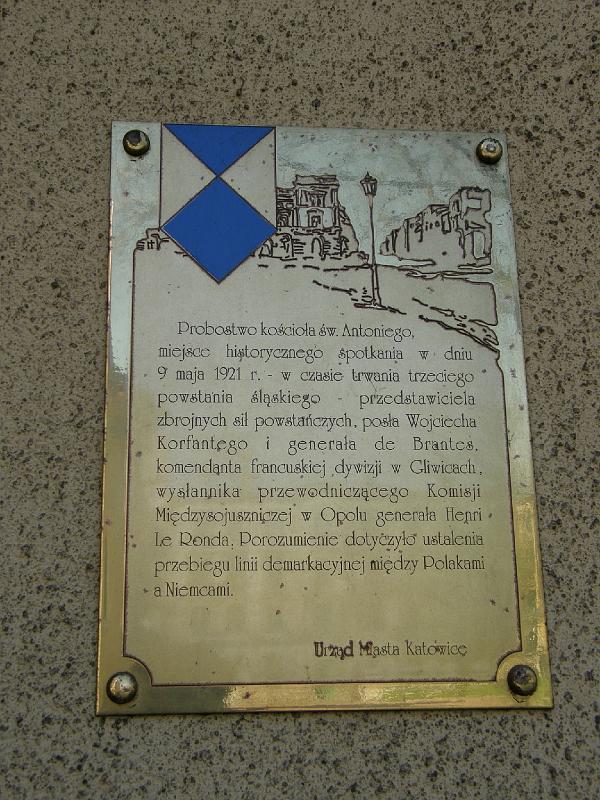 Probostwo kościoła św. Antoniego,
miejsce historycznego spotkania w dniu
9 maja 1921 r. - w czasie trwania trzeciego
powstania śląskiego - przedstawiciela
zbrojnych sił powstańczych, posła Wojciecha
Korfantego i generała de Brantes,
komendanta francuskiej dywizji w Gliwicach,
wysłannika przewodniczącego Komisji
Międzysojuszniczej w Opolu generała Henri
Le Ronda. Porozumienie dotyczyło ustalenia
przebiegu linii demarkacyjnej między Polakami
a Niemcami.
Urząd Miasta Katowice